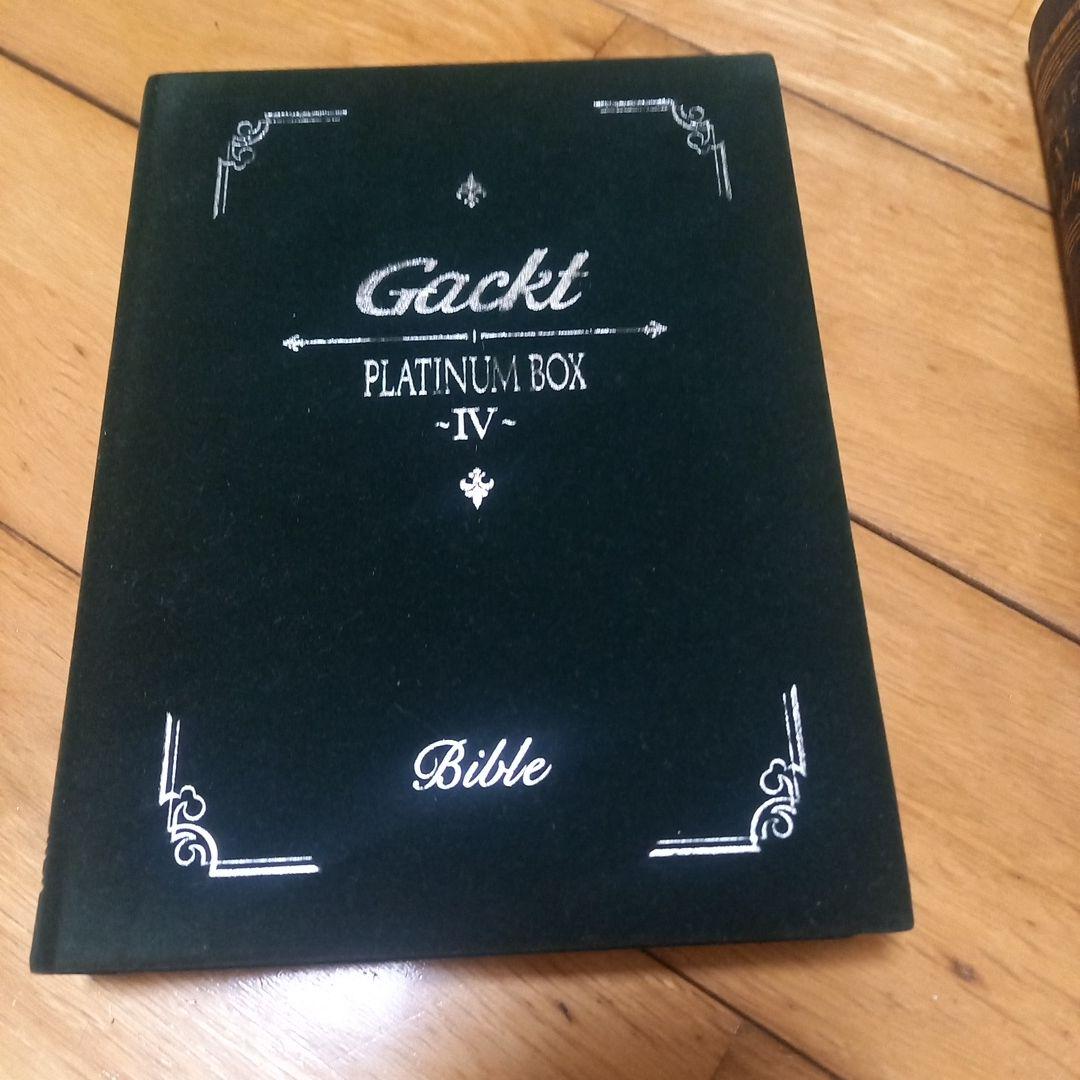 Gackt
PLATINUM BOX
~IV~
Bible